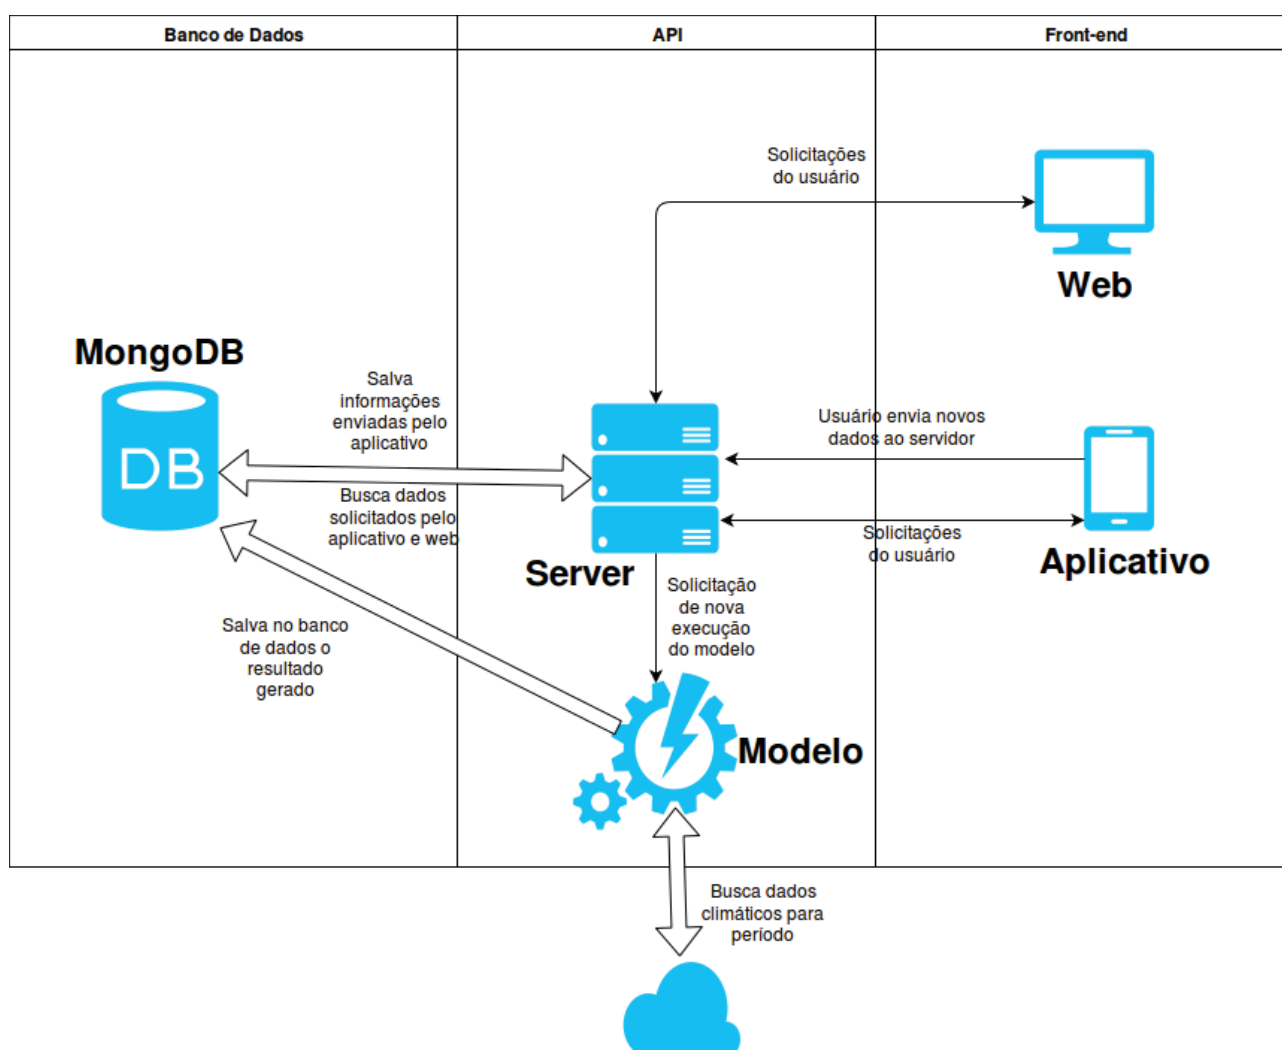 Banco de Dados
API
Front-end
Solicitações
do usuário
Web
MongoDB
DB
Salva
informações
enviadas pelo
aplicativo
Busca dados
solicitados pelo
aplicativo e web
Server
Usuário envia novos
dados ao servidor
Solicitações
do usuário
Aplicativo
Solicitação
de nova
execução
do modelo
Salva no banco
de dados o
resultado
gerado
Modelo
Busca dados
climáticos para
período